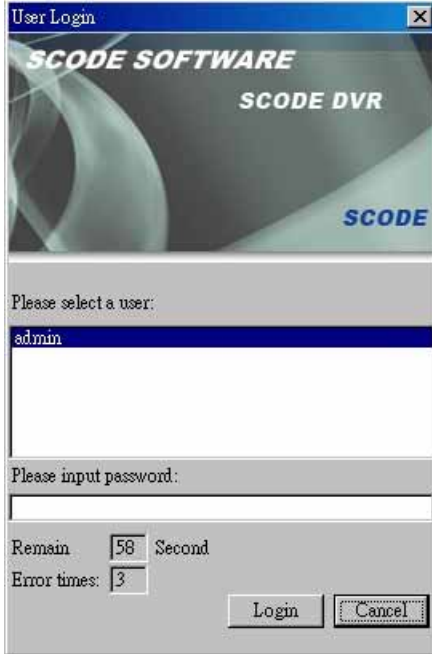 User Login
SCODE SOFTWARE
SCODE DVR
SCODE
Please select a user:
admin
Please input password:
Remain 58 Second
Error times: 3
Login Cancel